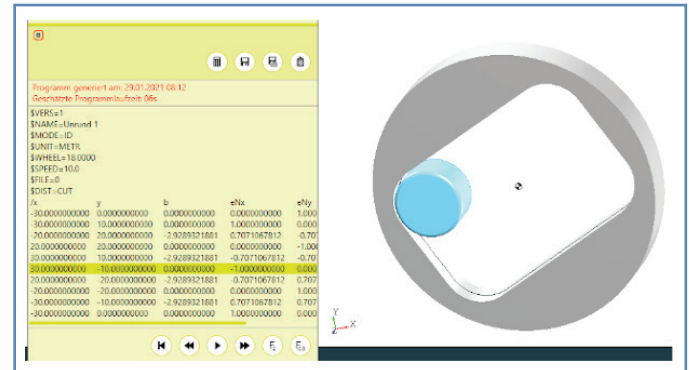 Programm generiert am: 29.01.2021 08:12
Geschätzte Programmlaufzeit: 06s
$VERS=1
$NAME=Unrund 1
$MODE=ID
$UNIT=METR
$WHEEL=18.0000
$SPEED=10.0
$FILE=0
$DIST=CUT
/x y b eNx eNy
-30.0000000000 0.0000000000 0.0000000000 0.0000000000 1.000
-30.0000000000 10.0000000000 0.0000000000 1.0000000000 0.000
-20.0000000000 20.0000000000 -2.9289321881 0.7071067812 -0.707
20.0000000000 20.0000000000 0.0000000000 0.0000000000 -1.000
30.0000000000 10.0000000000 -2.9289321881 -0.7071067812 -0.707
30.0000000000 -10.0000000000 0.0000000000 -1.0000000000 0.000
20.0000000000 -20.0000000000 -2.9289321881 -0.7071067812 0.707
-20.0000000000 -20.0000000000 0.0000000000 0.0000000000 1.000
-30.0000000000 -10.0000000000 -2.9289321881 0.7071067812 0.707
-30.0000000000 0.0000000000 0.0000000000 1.0000000000 0.000
Y
Z X